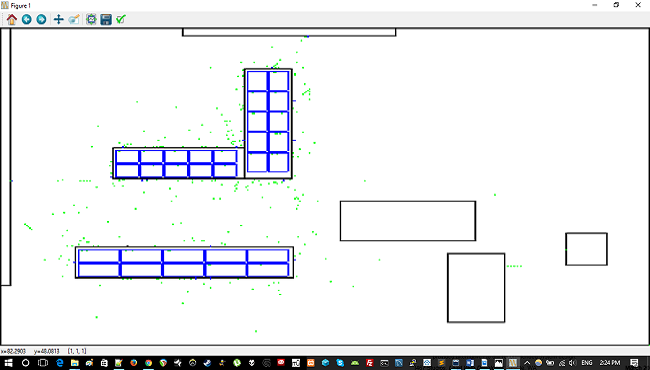 Figure 1
x=82.2903 y=48.0813 [1, 1, 1]
ENG 2:24 PM